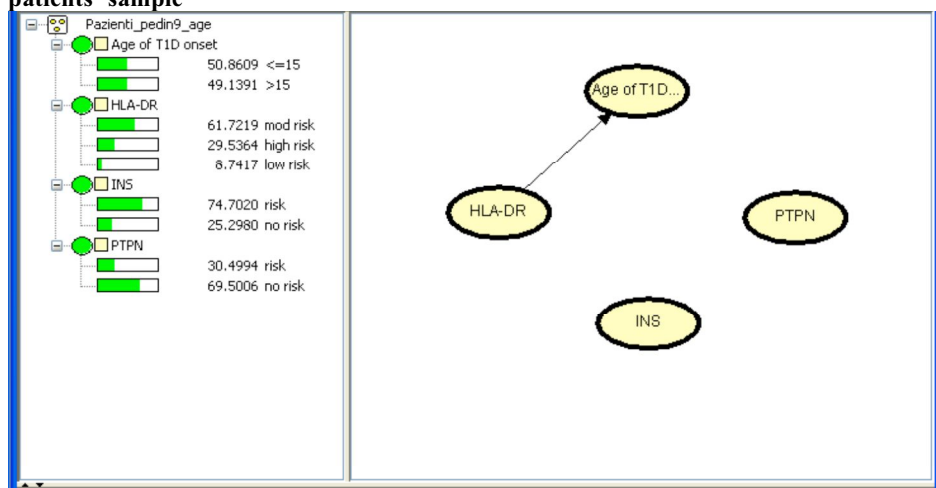 patients' sample
Pazienti_pedin9_age
Age of T1D onset
50.8609 <=15
49.1391 >15
HLA-DR
61.7219 mod risk
29.5364 high risk
8.7417 low risk
INS
74.7020 risk
25.2980 no risk
PTPN
30.4994 risk
69.5006 no risk
Age of T1D...
HLA-DR
PTPN
INS